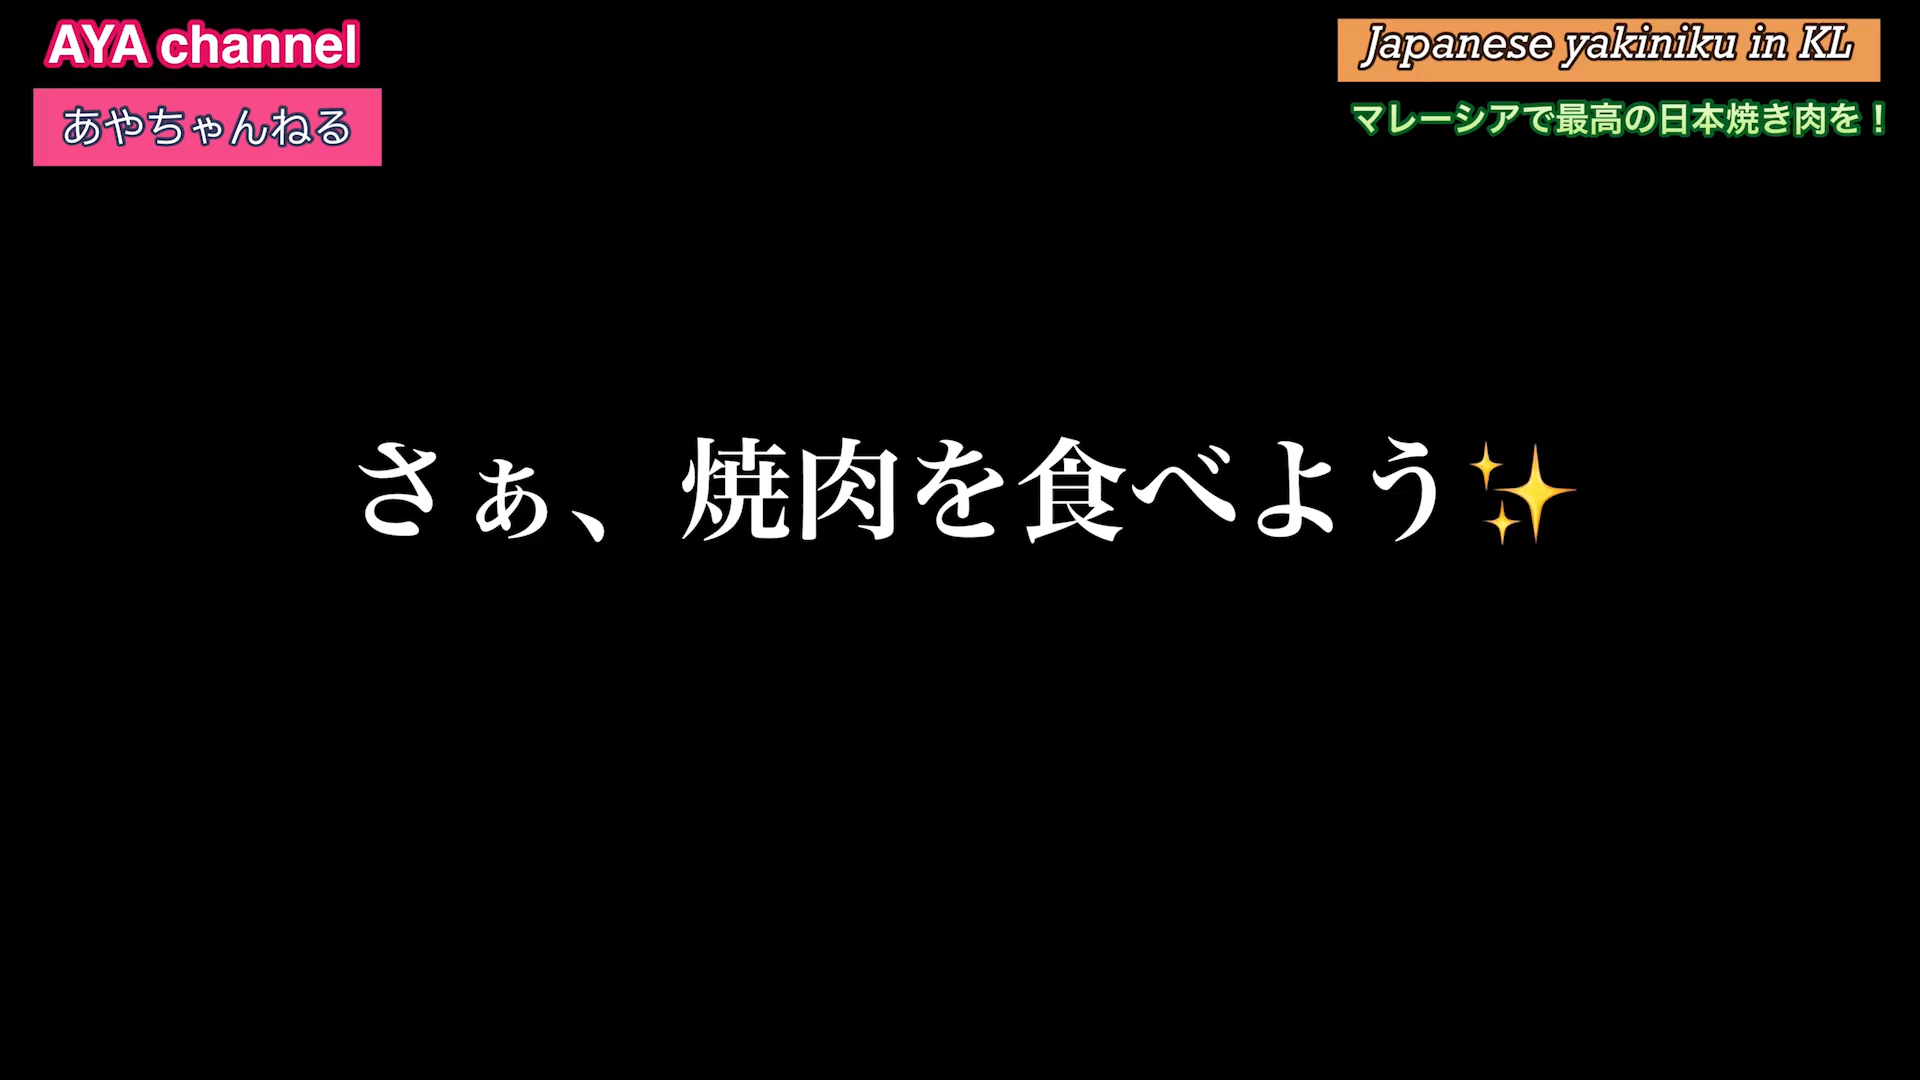 AYA channel
あやちゃんねる
Japanese yakiniku in KL
マレーシアで最高の日本焼き肉を！
さぁ、焼肉を食べよう✨